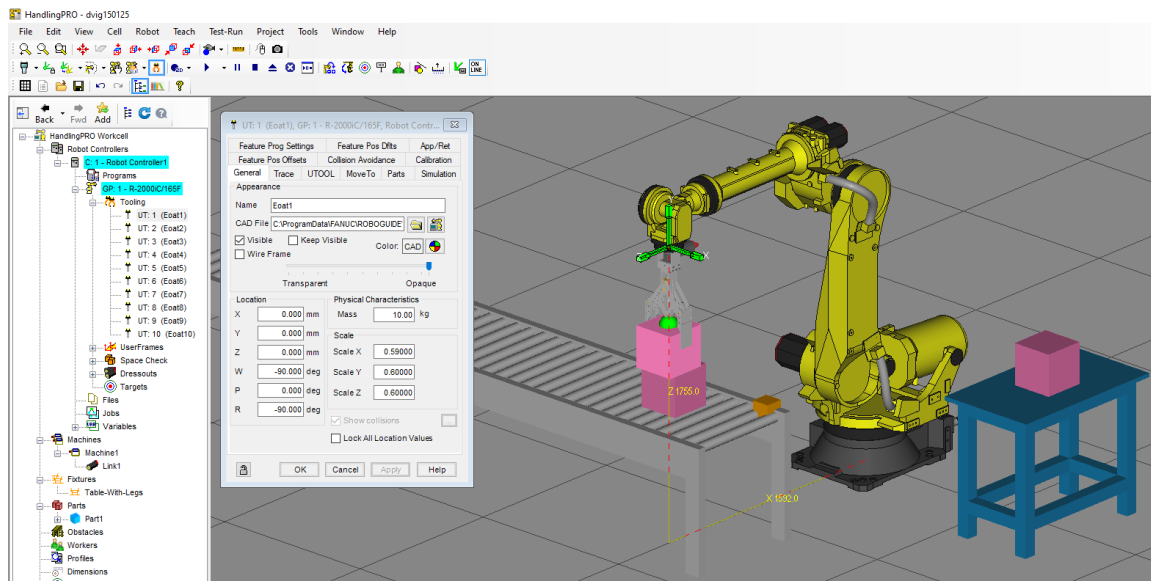 HandlingPRO - dvig150125
File Edit View Cell Robot Teach Test-Run Project Tools Window Help
ON LINE
Back Fwd Add
HandlingPRO Workcell
Robot Controllers
C: 1 - Robot Controller1
Programs
GP: 1 - R-2000iC/165F
Tooling
UT: 1 (Eoat1)
UT: 2 (Eoat2)
UT: 3 (Eoat3)
UT: 4 (Eoat4)
UT: 5 (Eoat5)
UT: 6 (Eoat6)
UT: 7 (Eoat7)
UT: 8 (Eoat8)
UT: 9 (Eoat9)
UT: 10 (Eoat10)
UserFrames
Space Check
Dressouts
Targets
Files
Jobs
Variables
Machines
Machine1
Link1
Fixtures
Table-With-Legs
Parts
Part1
Obstacles
Workers
Profiles
Dimensions
UT: 1 (Eoat1), GP: 1 - R-2000iC/165F, Robot Contr...
Feature Prog Settings Feature Pos Dflts App/Ret
Feature Pos Offsets Collision Avoidance Calibration
General Trace UTOOL MoveTo Parts Simulation
Appearance
Name Eoat1
CAD File C:\ProgramData\FANUC\ROBOGUIDE
Visible Keep Visible Color: CAD
Wire Frame
Transparent Opaque
Location Physical Characteristics
X 0.000 mm Mass 10.00 kg
Y 0.000 mm Scale
Z 0.000 mm Scale X 0.59000
W -90.000 deg Scale Y 0.60000
P 0.000 deg Scale Z 0.60000
R -90.000 deg
Show collisions ...
Lock All Location Values
OK Cancel Apply Help
X
Z 1755.0
X 1592.0